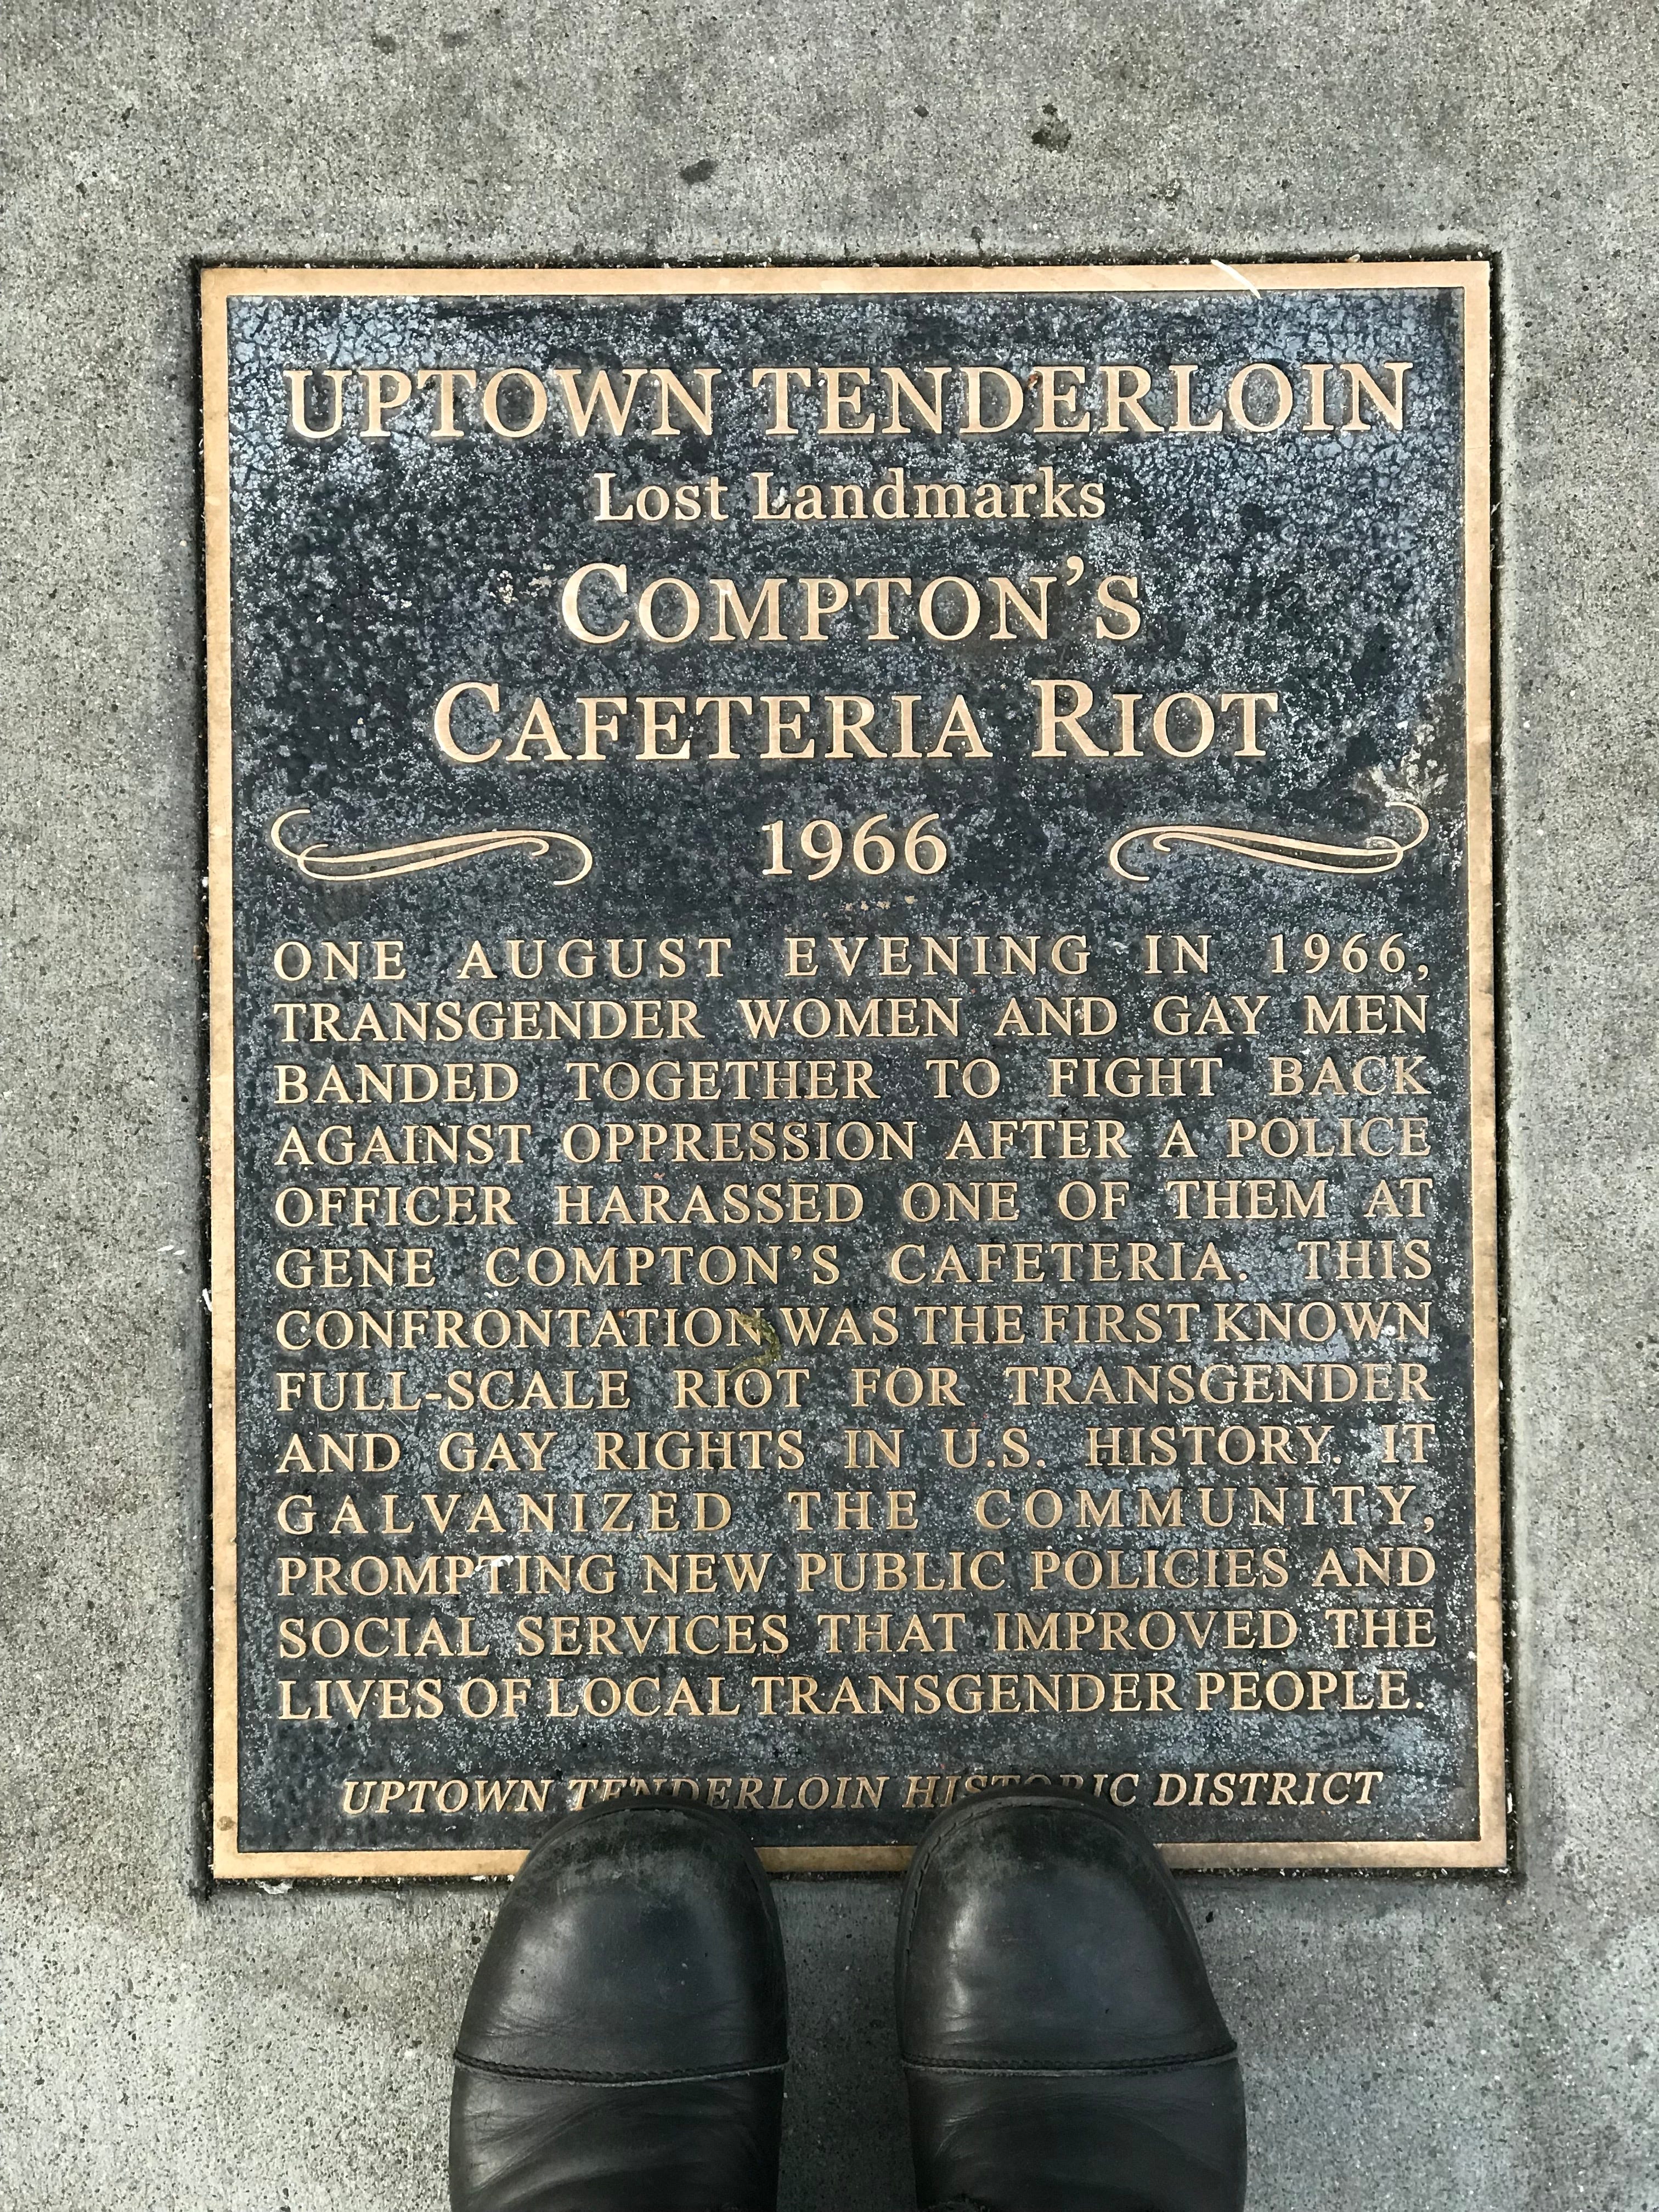 UPTOWN TENDERLOIN
Lost Landmarks
COMPTON'S
CAFETERIA RIOT
1966
ONE AUGUST EVENING IN 1966,
TRANSGENDER WOMEN AND GAY MEN
BANDED TOGETHER TO FIGHT BACK
AGAINST OPPRESSION AFTER A POLICE
OFFICER HARASSED ONE OF THEM AT
GENE COMPTON'S CAFETERIA. THIS
CONFRONTATION WAS THE FIRST KNOWN
FULL-SCALE RIOT FOR TRANSGENDER
AND GAY RIGHTS IN U.S. HISTORY. IT
GALVANIZED THE COMMUNITY,
PROMPTING NEW PUBLIC POLICIES AND
SOCIAL SERVICES THAT IMPROVED THE
LIVES OF LOCAL TRANSGENDER PEOPLE.
UPTOWN TENDERLOIN HISTORIC DISTRICT